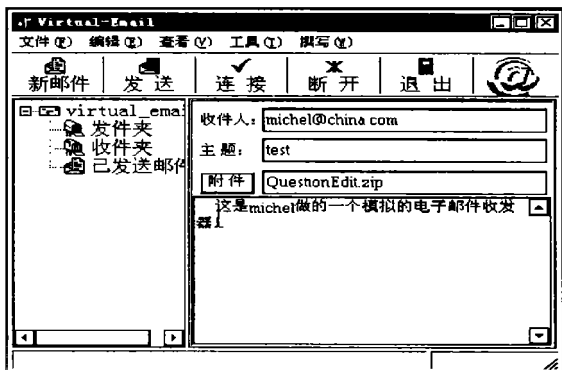 Virtual-Email
文件(F) 编辑(E) 查看(V) 工具(T) 撰写(W)
新邮件 发送 连接 断开 退出
virtual_emai
发件夹
收件夹
已发送邮件
收件人: michel@china com
主题: test
附件 QuestionEdit.zip
这是michel做的一个模拟的电子邮件收发
器!